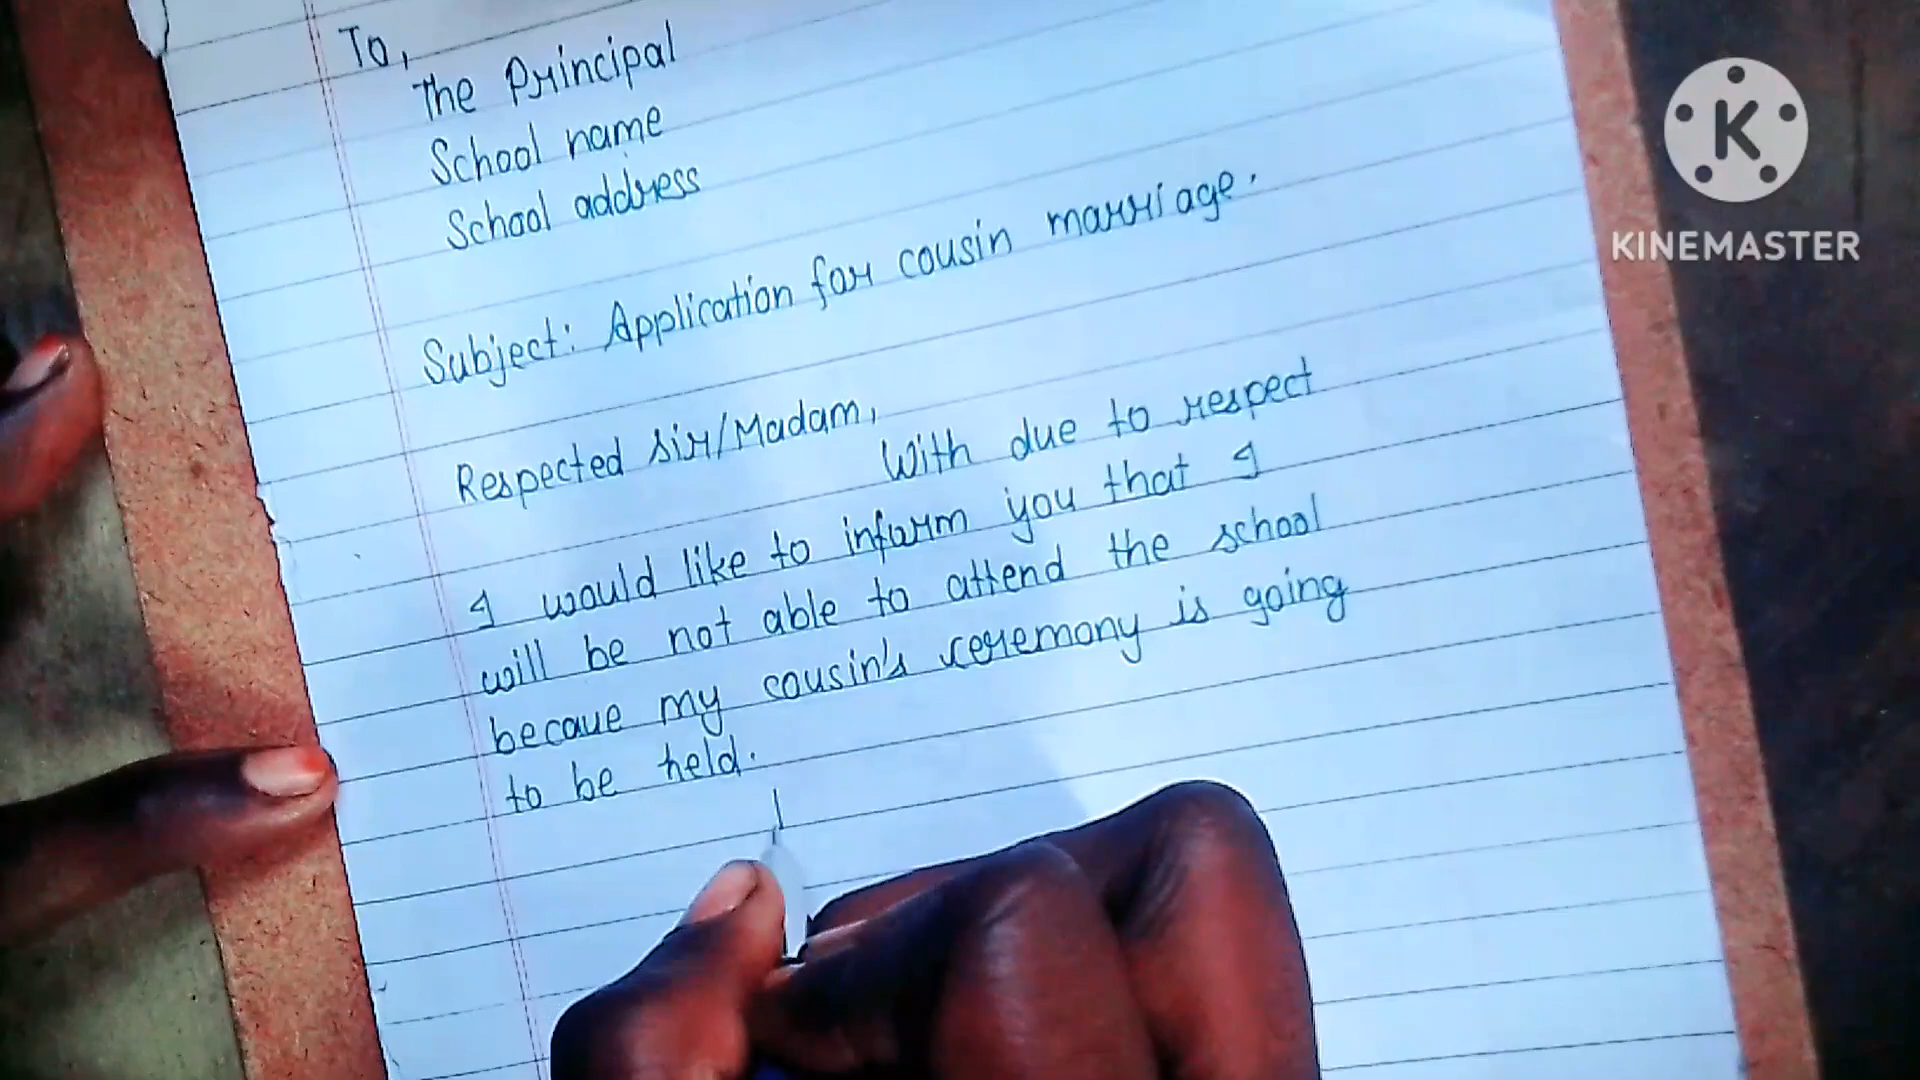 To,
The Principal
School name
School address
Subject: Application for cousin marriage.
Respected sir/Madam,
With due to respect
I would like to inform you that I
will be not able to attend the school
becaue my cousin's ceremony is going
to be held.
K
KINEMASTER